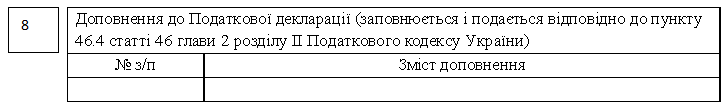 8
Доповнення до Податкової декларації (заповнюється і подається відповідно до пункту
46.4 статті 46 глави 2 розділу II Податкового кодексу України)
№ з/п Зміст доповнення